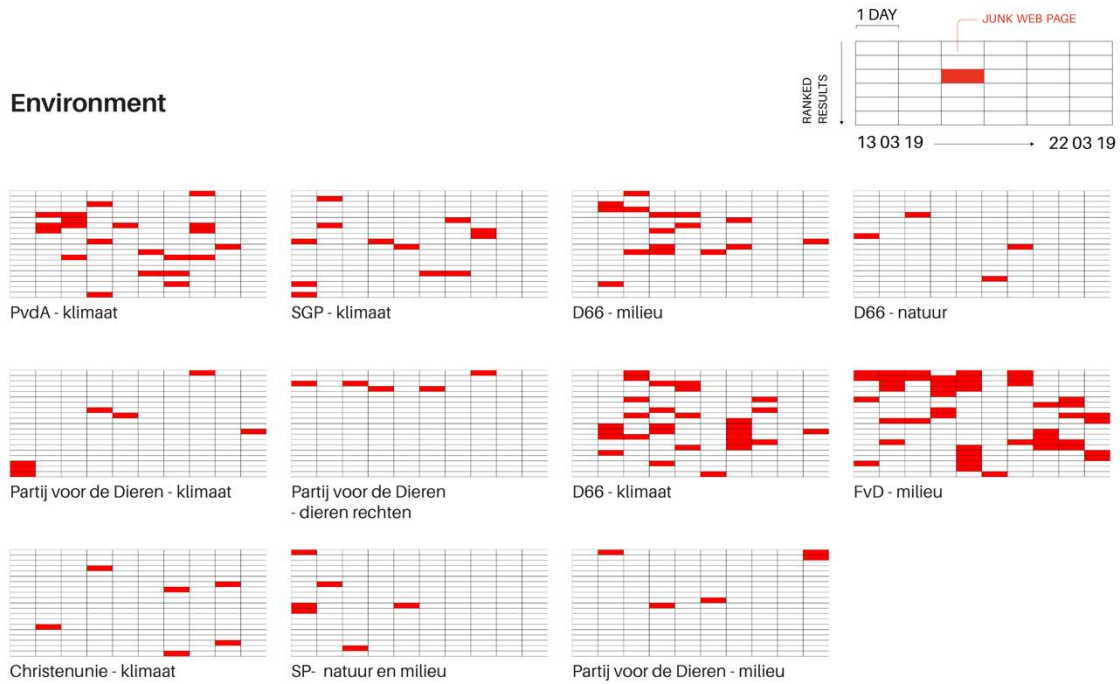 1 DAY
JUNK WEB PAGE
RANKED
RESULTS
Environment
13 03 19
22 03 19
PvdA - klimaat
SGP - klimaat
D66 - milieu
D66 - natuur
Partij voor de Dieren - klimaat
Partij voor de Dieren
- dieren rechten
D66 - klimaat
FvD - milieu
Christenunie - klimaat
SP- natuur en milieu
Partij voor de Dieren - milieu